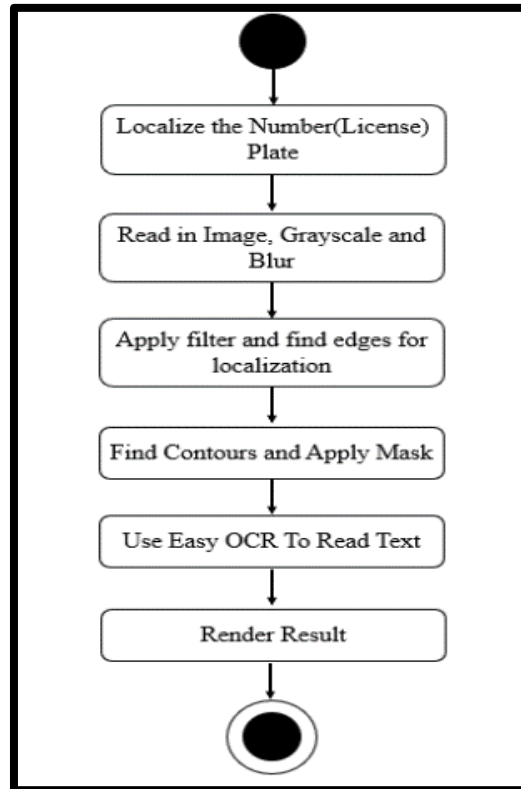 Localize the Number(License)
Plate
Read in Image, Grayscale and
Blur
Apply filter and find edges for
localization
Find Contours and Apply Mask
Use Easy OCR To Read Text
Render Result